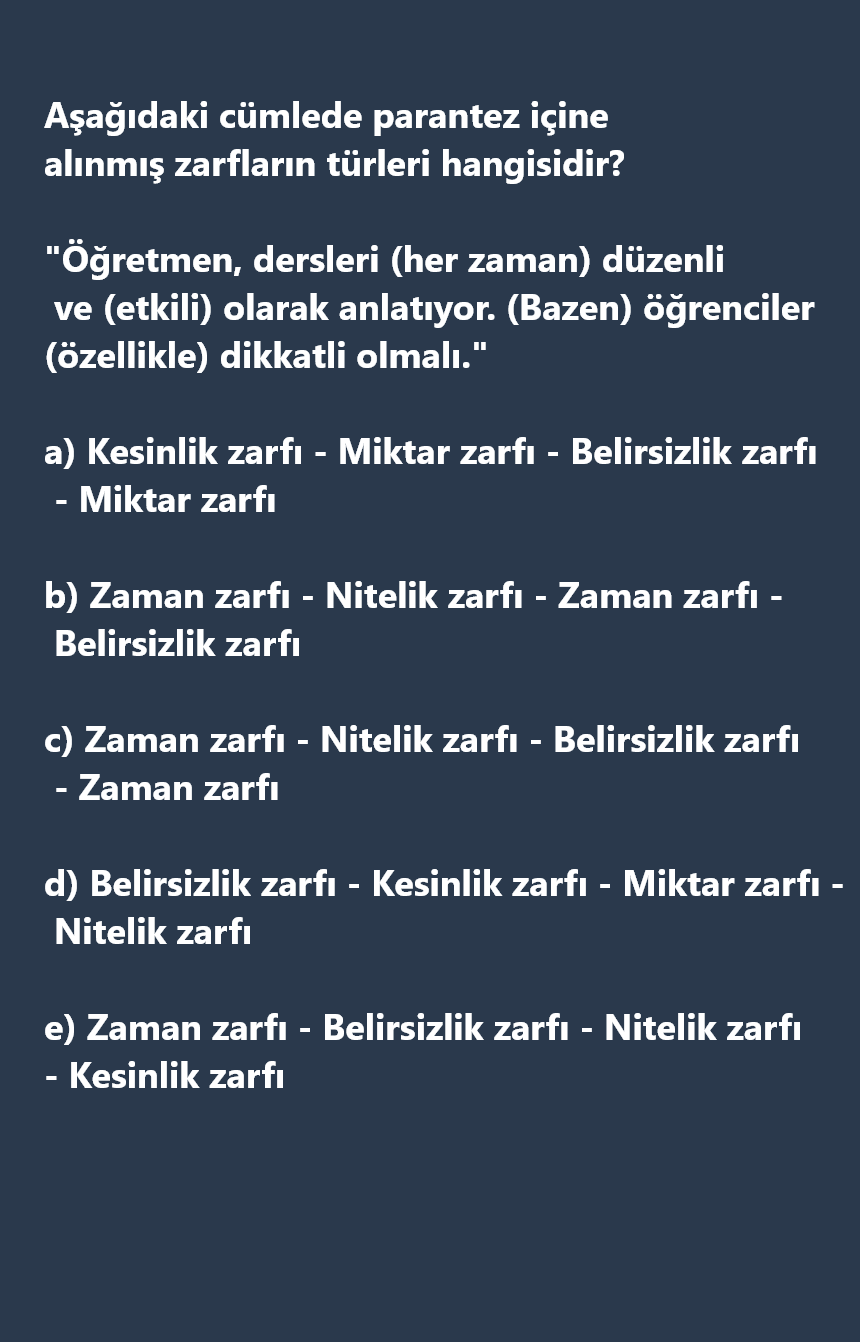 Aşağıdaki cümlede parantez içine
alınmış zarfların türleri hangisidir?
"Öğretmen, dersleri (her zaman) düzenli
ve (etkili) olarak anlatıyor. (Bazen) öğrenciler
(özellikle) dikkatli olmalı."
a) Kesinlik zarfı - Miktar zarfı - Belirsizlik zarfı
- Miktar zarfı
b) Zaman zarfı - Nitelik zarfı - Zaman zarfı -
Belirsizlik zarfı
c) Zaman zarfı - Nitelik zarfı - Belirsizlik zarfı
- Zaman zarfı
d) Belirsizlik zarfı - Kesinlik zarfı - Miktar zarfı -
Nitelik zarfı
e) Zaman zarfı - Belirsizlik zarfı - Nitelik zarfı
- Kesinlik zarfı